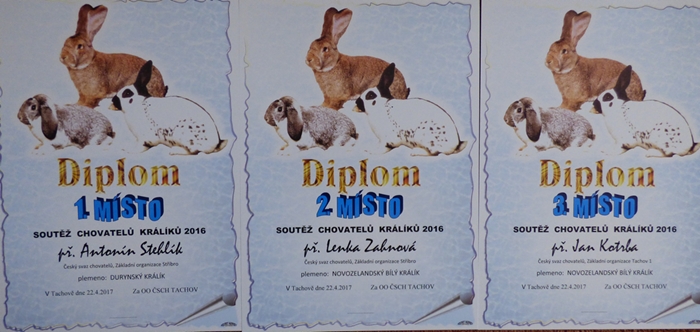 Diplom
1. MÍSTO
SOUTĚŽ CHOVATELŮ KRÁLÍKŮ 2016
př. Antonín Stehlík
Český svaz chovatelů, Základní organizace Stříbro
plemeno: DURYNSKÝ KRÁLÍK
V Tachově dne 22.4.2017 Za OO ČSCH TACHOV
Diplom
2. MÍSTO
SOUTĚŽ CHOVATELŮ KRÁLÍKŮ 2016
př. Lenka Zahnová
Český svaz chovatelů, Základní organizace Stříbro
plemeno: NOVOZELANDSKÝ BÍLÝ KRÁLÍK
V Tachově dne 22.4.2017 Za OO ČSCH TACHOV
Diplom
3. MÍSTO
SOUTĚŽ CHOVATELŮ KRÁLÍKŮ 2016
př. Jan Kotrba
Český svaz chovatelů, Základní organizace Tachov 1
plemeno: NOVOZELANDSKÝ BÍLÝ KRÁLÍK
V Tachově dne 22.4.2017 Za OO ČSCH TACHOV